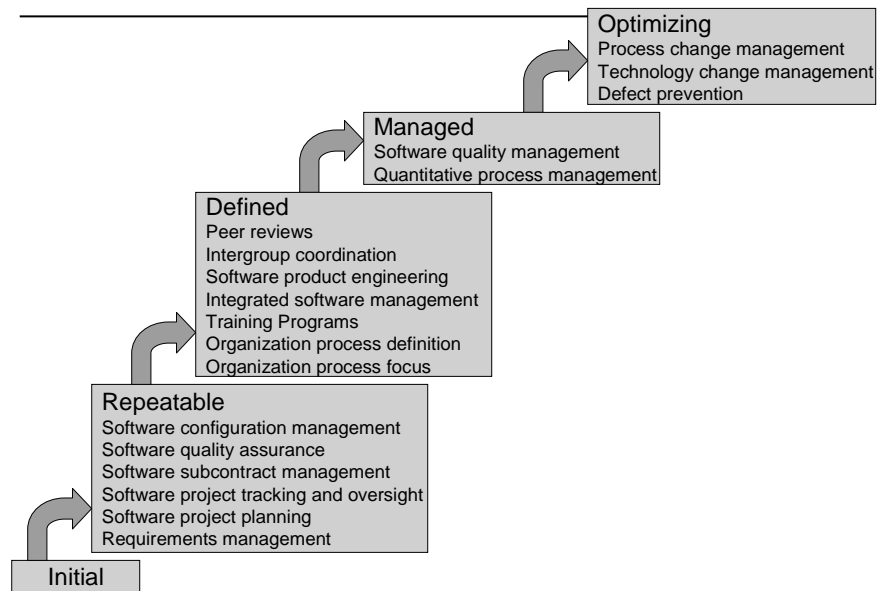 Optimizing
Process change management
Technology change management
Defect prevention
Managed
Software quality management
Quantitative process management
Defined
Peer reviews
Intergroup coordination
Software product engineering
Integrated software management
Training Programs
Organization process definition
Organization process focus
Repeatable
Software configuration management
Software quality assurance
Software subcontract management
Software project tracking and oversight
Software project planning
Requirements management
Initial